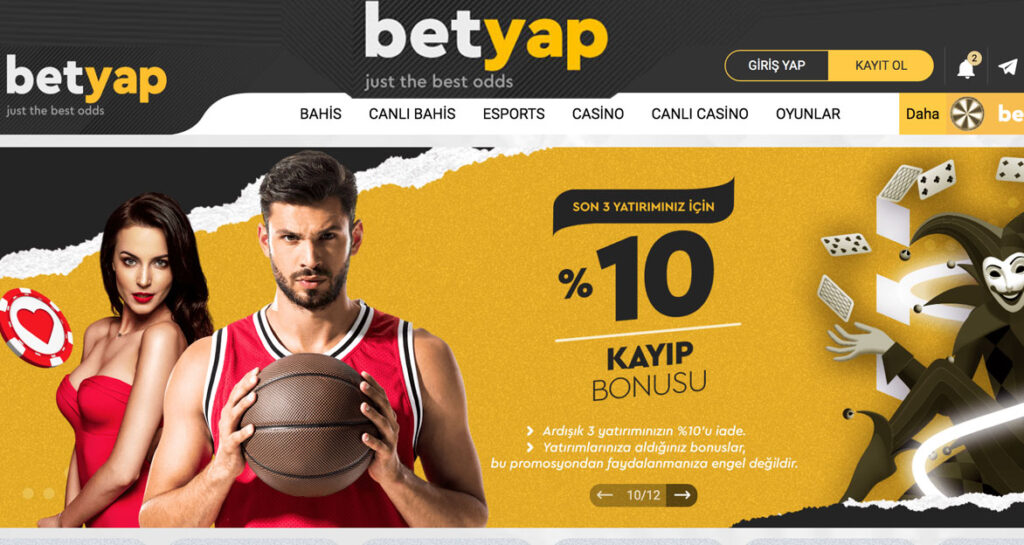 betyap
just the best odds
betyap
just the best odds
GİRİŞ YAP
KAYIT OL
2
BAHİS
CANLI BAHİS
ESPORTS
CASİNO
CANLI CASİNO
OYUNLAR
Daha
be
SON 3 YATIRIMINIZ İÇİN
%10
KAYIP
BONUSU
Ardışık 3 yatırımınızın %10'u iade.
Yatırımlarınıza aldığınız bonuslar,
bu promosyondan faydalanmanıza engel değildir.
10/12